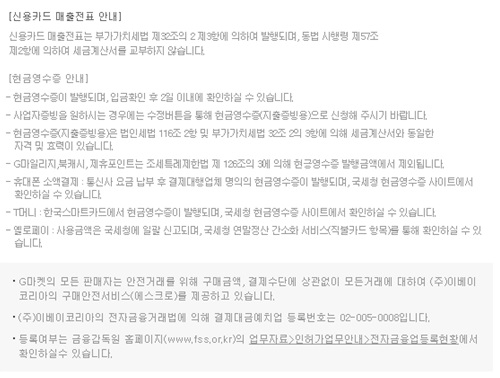 [신용카드 매출전표 안내]
신용카드 매출전표는 부가가치세법 제32조의 2 제3항에 의하여 발행되며, 동법 시행령 제57조
제2항에 의하여 세금계산서를 교부하지 않습니다.
[현금영수증 안내]
- 현금영수증이 발행되며, 입금확인 후 2일 이내에 확인하실 수 있습니다.
- 사업자증빙을 일하시는 경우에는 수정버튼을 통해 현금영수증(지출증빙용)으로 신청해 주시기 바랍니다.
- 현금영수증(지출증빙용)은 법인세법 116조 2항 및 부가가치세법 32조 2의 3항에 의해 세금계산서와 동일한
자격 및 효력이 있습니다.
- G마일리지,북캐시, 제휴포인트는 조세특례제한법 제 126조의 3에 의해 현긍영수증 발행금액에서 제외됩니다.
- 휴대폰 소액결제 : 통신사 요금 납부 후 결제대행업체 명의의 현금영수증이 발행되며, 국세청 현금영수증 사이트에서
확인하실 수 있습니다.
- T머니 : 한국스마트카드에서 현금영수증이 발행되며, 국세청 현금영수증 사이트에서 확인하실 수 있습니다.
- 옐로페이 : 사용금액은 국세청에 일괄 신고되며, 국세청 연말정산 간소화 서비스(직불카드 항목)를 통해 확인하실 수 있
습니다.
· G마켓의 모든 판매자는 안전거래를 위해 구매금액, 결제수단에 상관없이 모든거래에 대하여 (주)이베이
코리아의 구매안전서비스(에스크로)를 제공하고 있습니다.
· (주)이베이코리아의 전자금융거래법에 의해 결제대금예치업 등록번호는 02-005-0008입니다.
· 등록여부는 금융감독원 홈페이지(www.fss.or.kr)의 업무자료>인허가업무안내>전자금융업등록현황에서
확인하실수 있습니다.